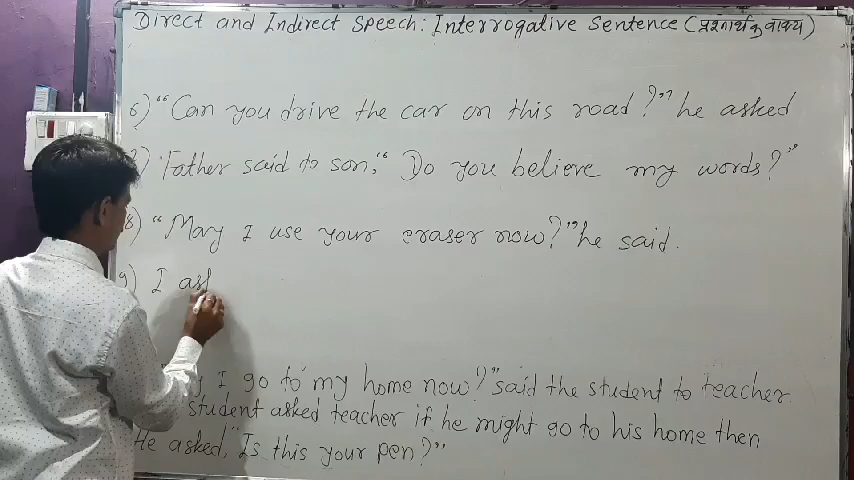 Direct and Indirect Speech: Interrogative Sentence (प्रश्नार्थक वाक्य)
6) “Can you drive the car on this road?” he asked
) Father said to son, “Do you believe my words?”
8) “May I use your eraser now?” he said.
9) I ask
I go to my home now?” said the student to teacher
student asked teacher if he might go to his home then
He asked, “Is this your pen?”